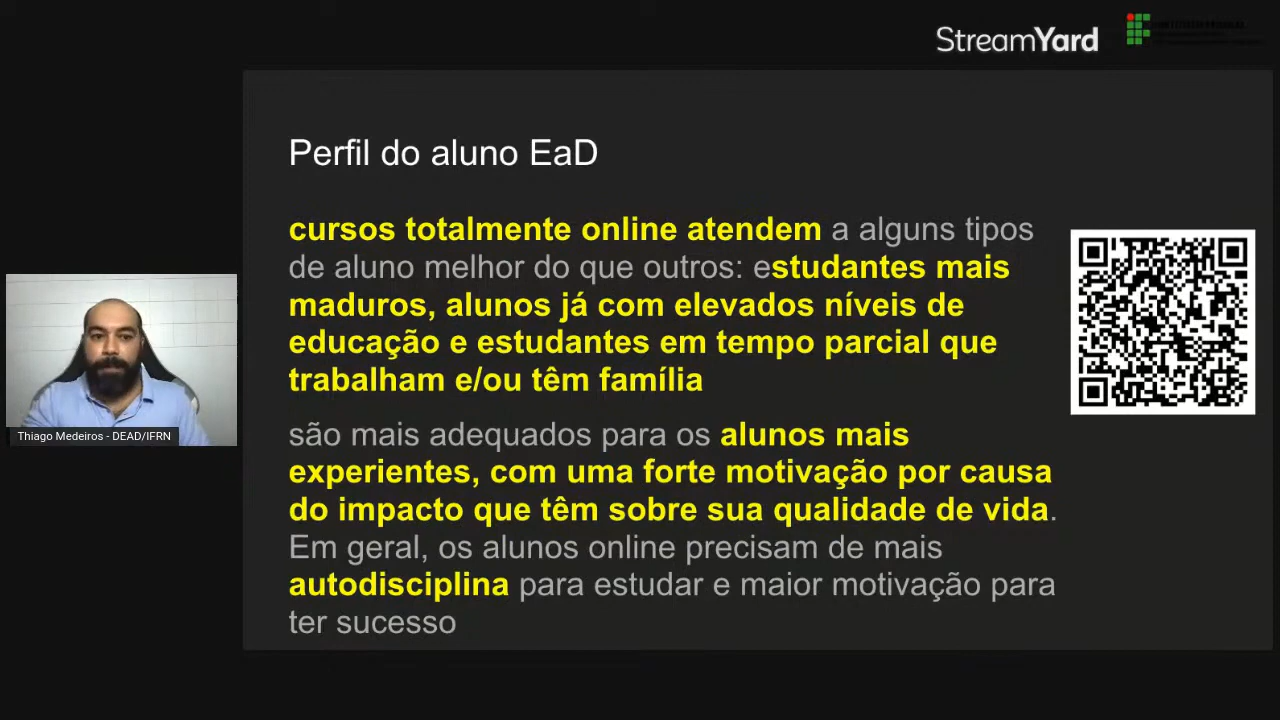 StreamYard
Perfil do aluno EaD
cursos totalmente online atendem a alguns tipos
de aluno melhor do que outros: estudantes mais
maduros, alunos já com elevados níveis de
educação e estudantes em tempo parcial que
trabalham e/ou têm família
são mais adequados para os alunos mais
experientes, com uma forte motivação por causa
do impacto que têm sobre sua qualidade de vida.
Em geral, os alunos online precisam de mais
autodisciplina para estudar e maior motivação para
ter sucesso
Thiago Medeiros - DEAD/IFRN